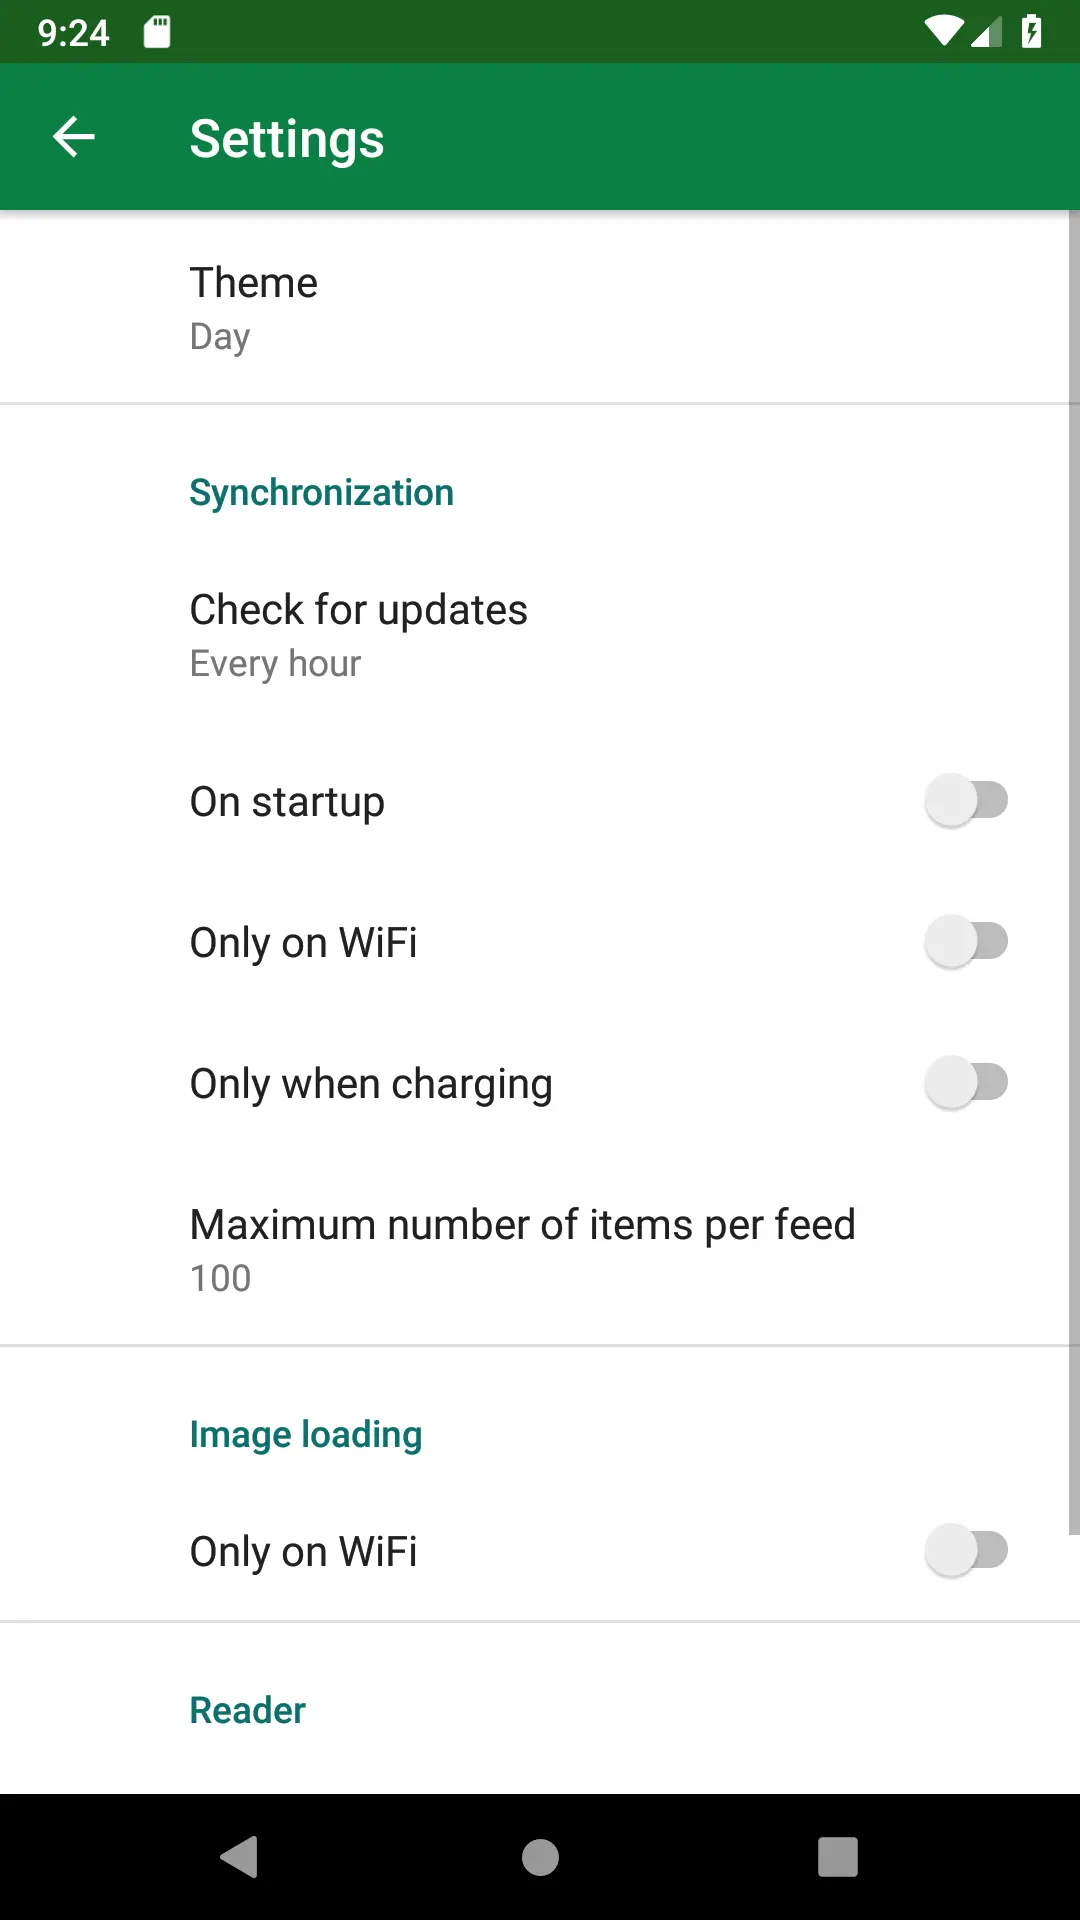 9:24
Settings
Theme
Day
Synchronization
Check for updates
Every hour
On startup
Only on WiFi
Only when charging
Maximum number of items per feed
100
Image loading
Only on WiFi
Reader